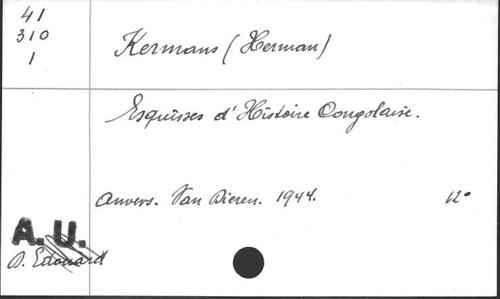 41
310
1
Kermans (Herman)
Esquisses d'Histoire Congolaise.
Anvers. Van Dieren. 1944. 12°
A.U.
D. Edouard